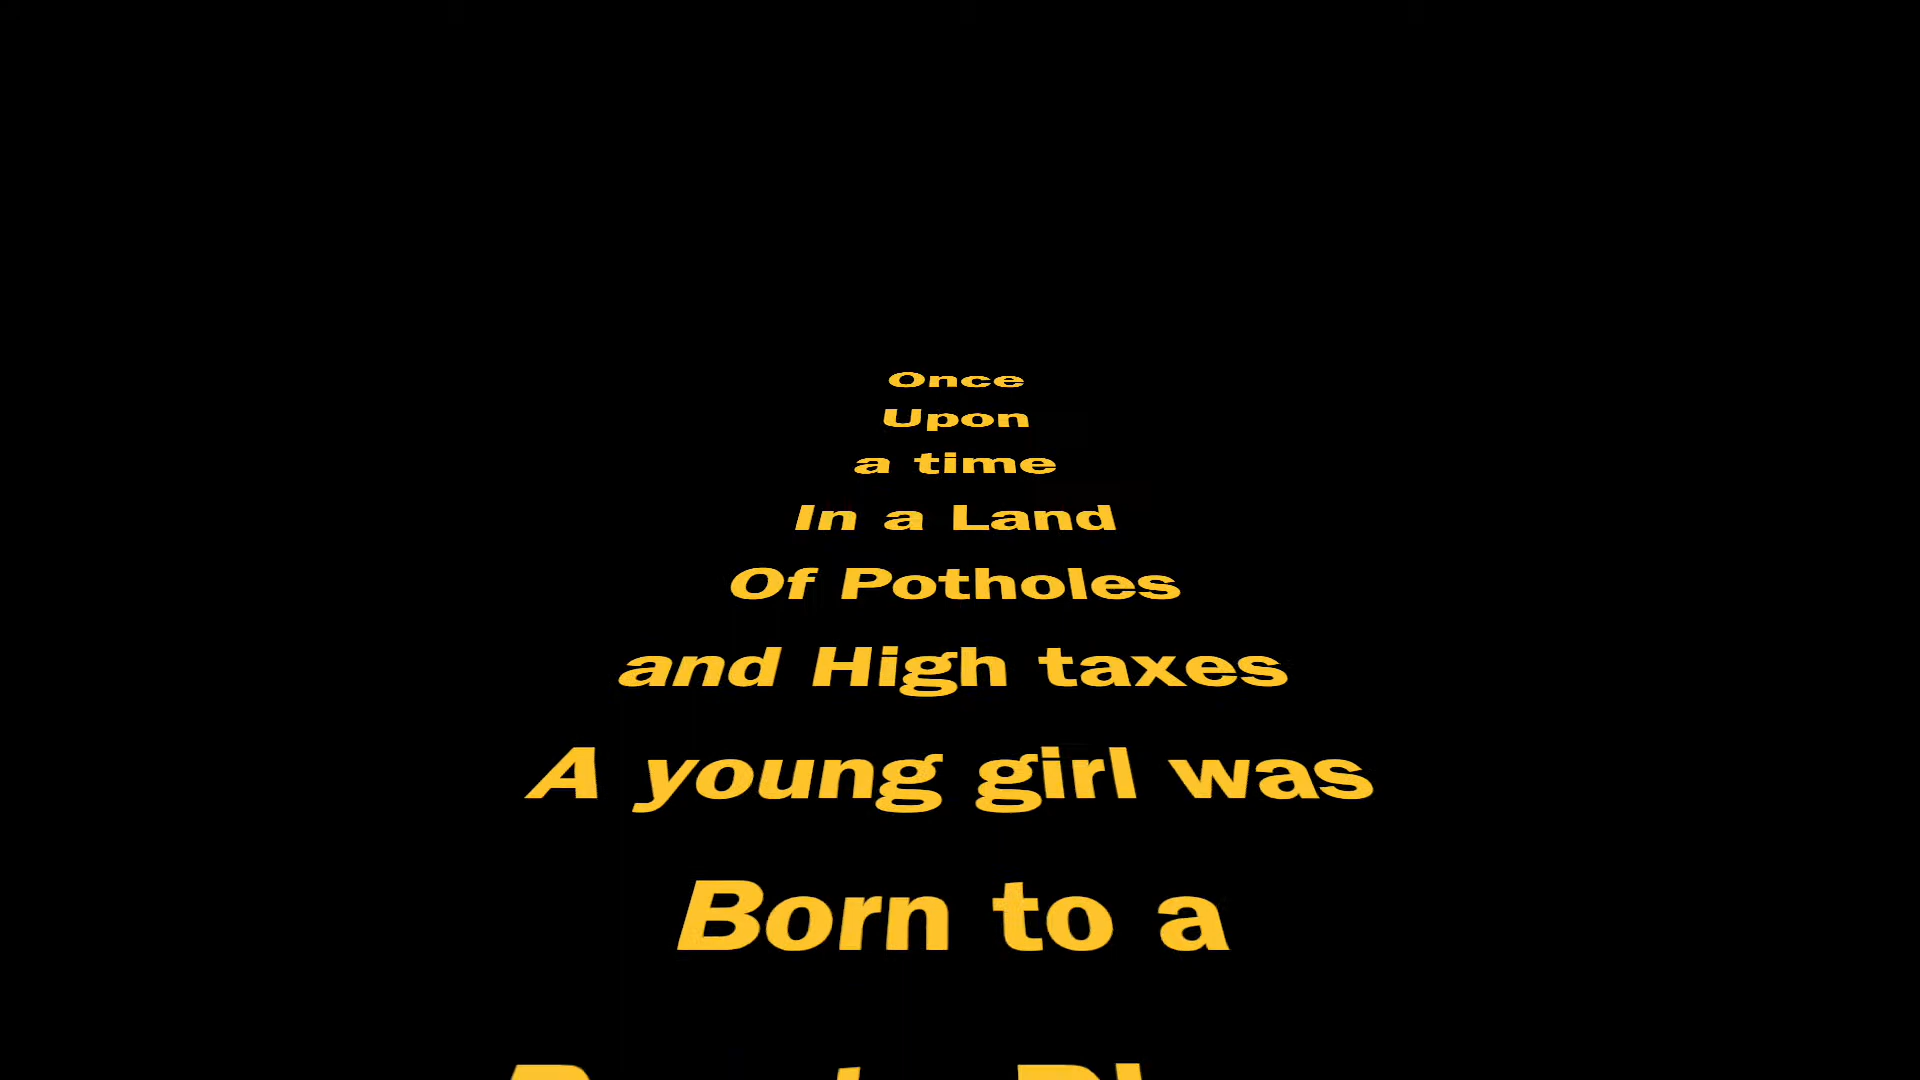 Once
Upon
a time
In a Land
Of Potholes
and High taxes
A young girl was
Born to a